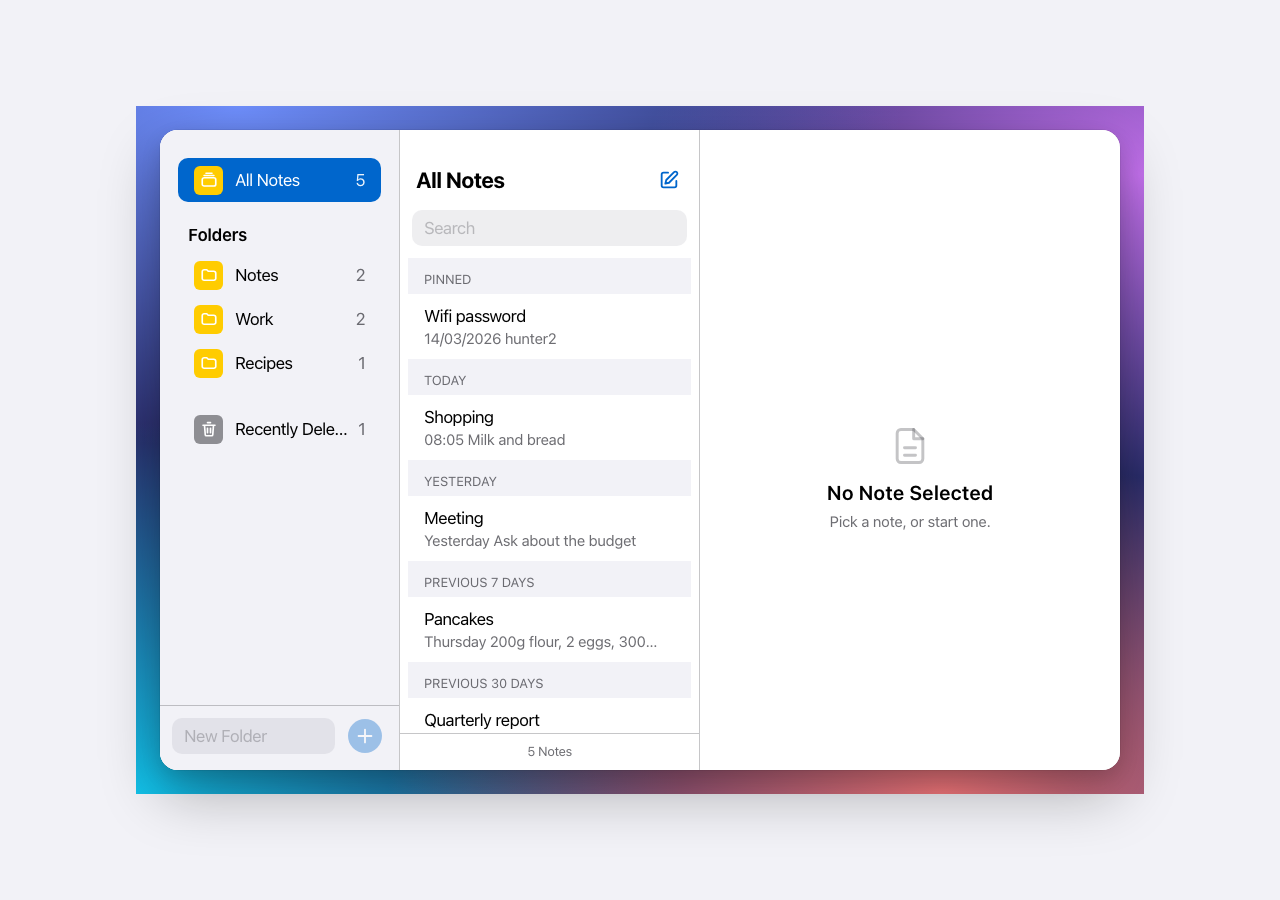 All Notes 5
Folders
Notes 2
Work 2
Recipes 1
Recently Dele... 1
New Folder
All Notes
Search
PINNED
Wifi password
14/03/2026 hunter2
TODAY
Shopping
08:05 Milk and bread
YESTERDAY
Meeting
Yesterday Ask about the budget
PREVIOUS 7 DAYS
Pancakes
Thursday 200g flour, 2 eggs, 300...
PREVIOUS 30 DAYS
Quarterly report
5 Notes
No Note Selected
Pick a note, or start one.